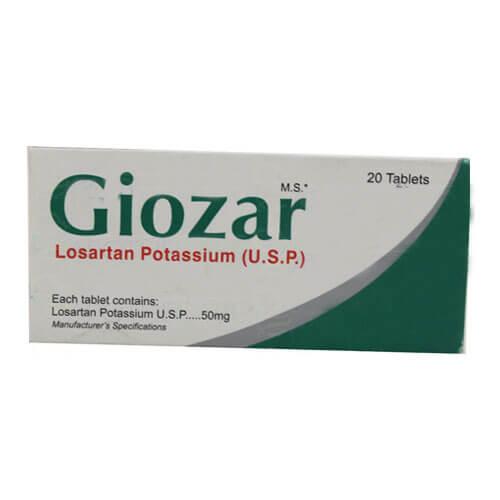 M.S.*
20 Tablets
Giozar
Losartan Potassium (U.S.P.)
Each tablet contains:
Losartan Potassium U.S.P.....50mg
Manufacturer's Specifications